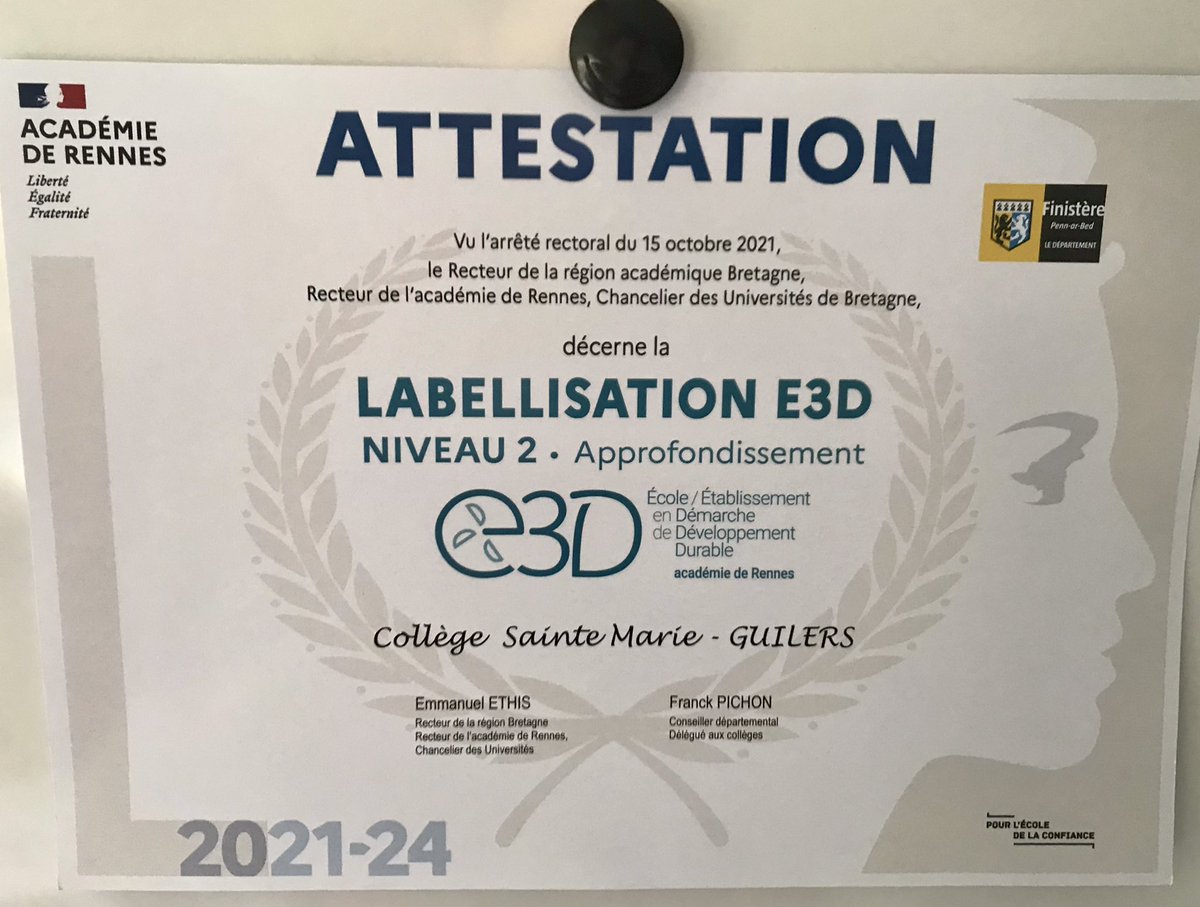 ACADÉMIE
DE RENNES
Liberté
Égalité
Fraternité
ATTESTATION
Finistère
Penn-ar-Bed
LE DÉPARTEMENT
Vu l'arrêté rectoral du 15 octobre 2021,
le Recteur de la région académique Bretagne,
Recteur de l'académie de Rennes, Chancelier des Universités de Bretagne,
décerne la
LABELLISATION E3D
NIVEAU 2 • Approfondissement
e3D
École / Établissement
en Démarche
de Développement
Durable
académie de Rennes
Collège Sainte Marie - GUILERS
Emmanuel ETHIS
Recteur de la région Bretagne
Recteur de l'académie de Rennes,
Chancelier des Universités
Franck PICHON
Conseiller départemental
Délégué aux collèges
2021-24
POUR L'ÉCOLE
DE LA CONFIANCE